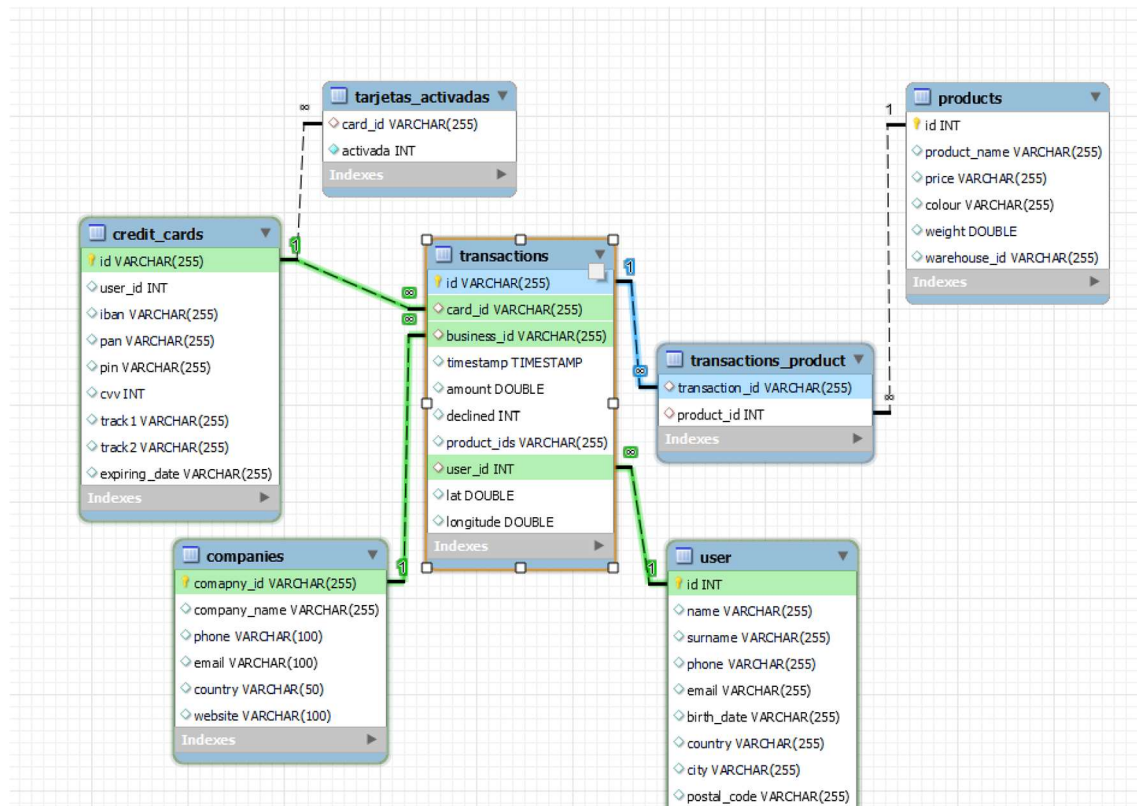 tarjetas_activadas
∞
card_id VARCHAR(255)
activada INT
Indexes
products
1
id INT
product_name VARCHAR(255)
price VARCHAR(255)
colour VARCHAR(255)
weight DOUBLE
warehouse_id VARCHAR(255)
Indexes
credit_cards
1
id VARCHAR(255)
user_id INT
iban VARCHAR(255)
pan VARCHAR(255)
pin VARCHAR(255)
cvv INT
track1 VARCHAR(255)
track2 VARCHAR(255)
expiring_date VARCHAR(255)
Indexes
transactions
1
id VARCHAR(255)
∞
card_id VARCHAR(255)
∞
business_id VARCHAR(255)
timestamp TIMESTAMP
amount DOUBLE
declined INT
product_ids VARCHAR(255)
∞
user_id INT
lat DOUBLE
longitude DOUBLE
Indexes
transactions_product
∞
transaction_id VARCHAR(255)
∞
product_id INT
Indexes
companies
1
comapny_id VARCHAR(255)
company_name VARCHAR(255)
phone VARCHAR(100)
email VARCHAR(100)
country VARCHAR(50)
website VARCHAR(100)
Indexes
user
1
id INT
name VARCHAR(255)
surname VARCHAR(255)
phone VARCHAR(255)
email VARCHAR(255)
birth_date VARCHAR(255)
country VARCHAR(255)
city VARCHAR(255)
postal_code VARCHAR(255)